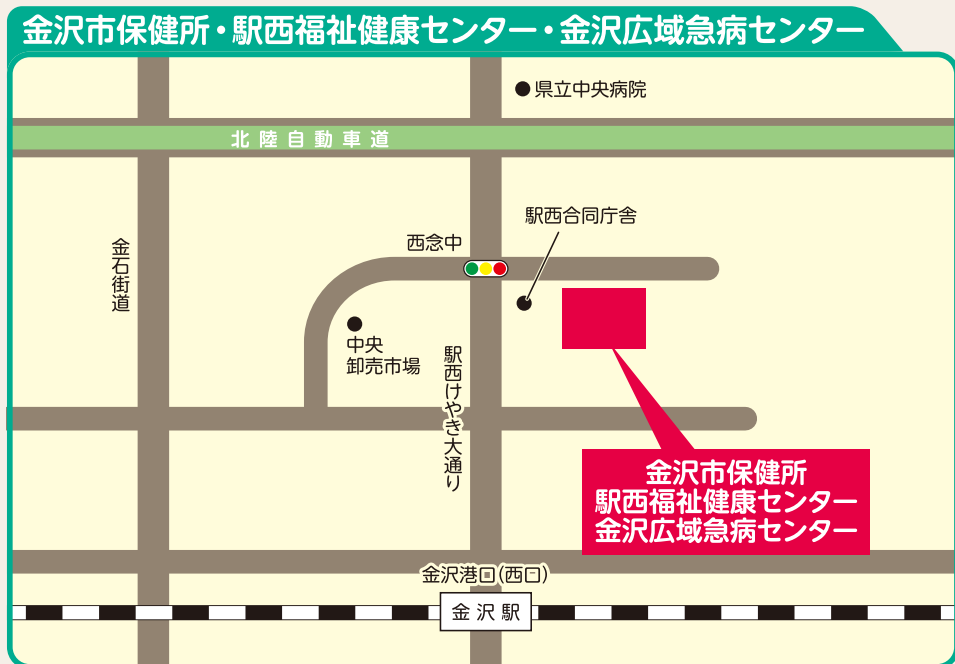 金沢市保健所・駅西福祉健康センター・金沢広域急病センター
県立中央病院
北陸自動車道
駅西合同庁舎
西念中
金石街道
中央
卸売市場
駅西けやき大通り
金沢市保健所
駅西福祉健康センター
金沢広域急病センター
金沢港口(西口)
金沢駅